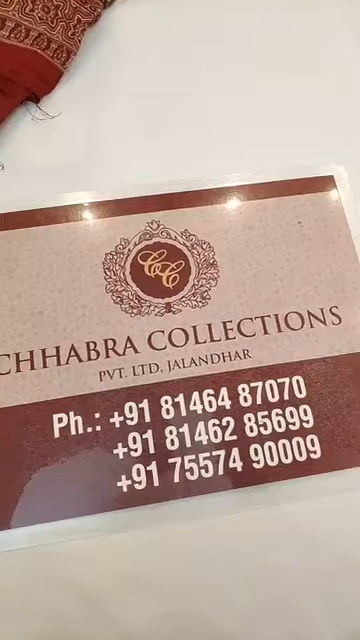 CC
CHHABRA COLLECTIONS
PVT. LTD, JALANDHAR
Ph.: +91 81464 87070
+91 81462 85699
+91 75574 90009